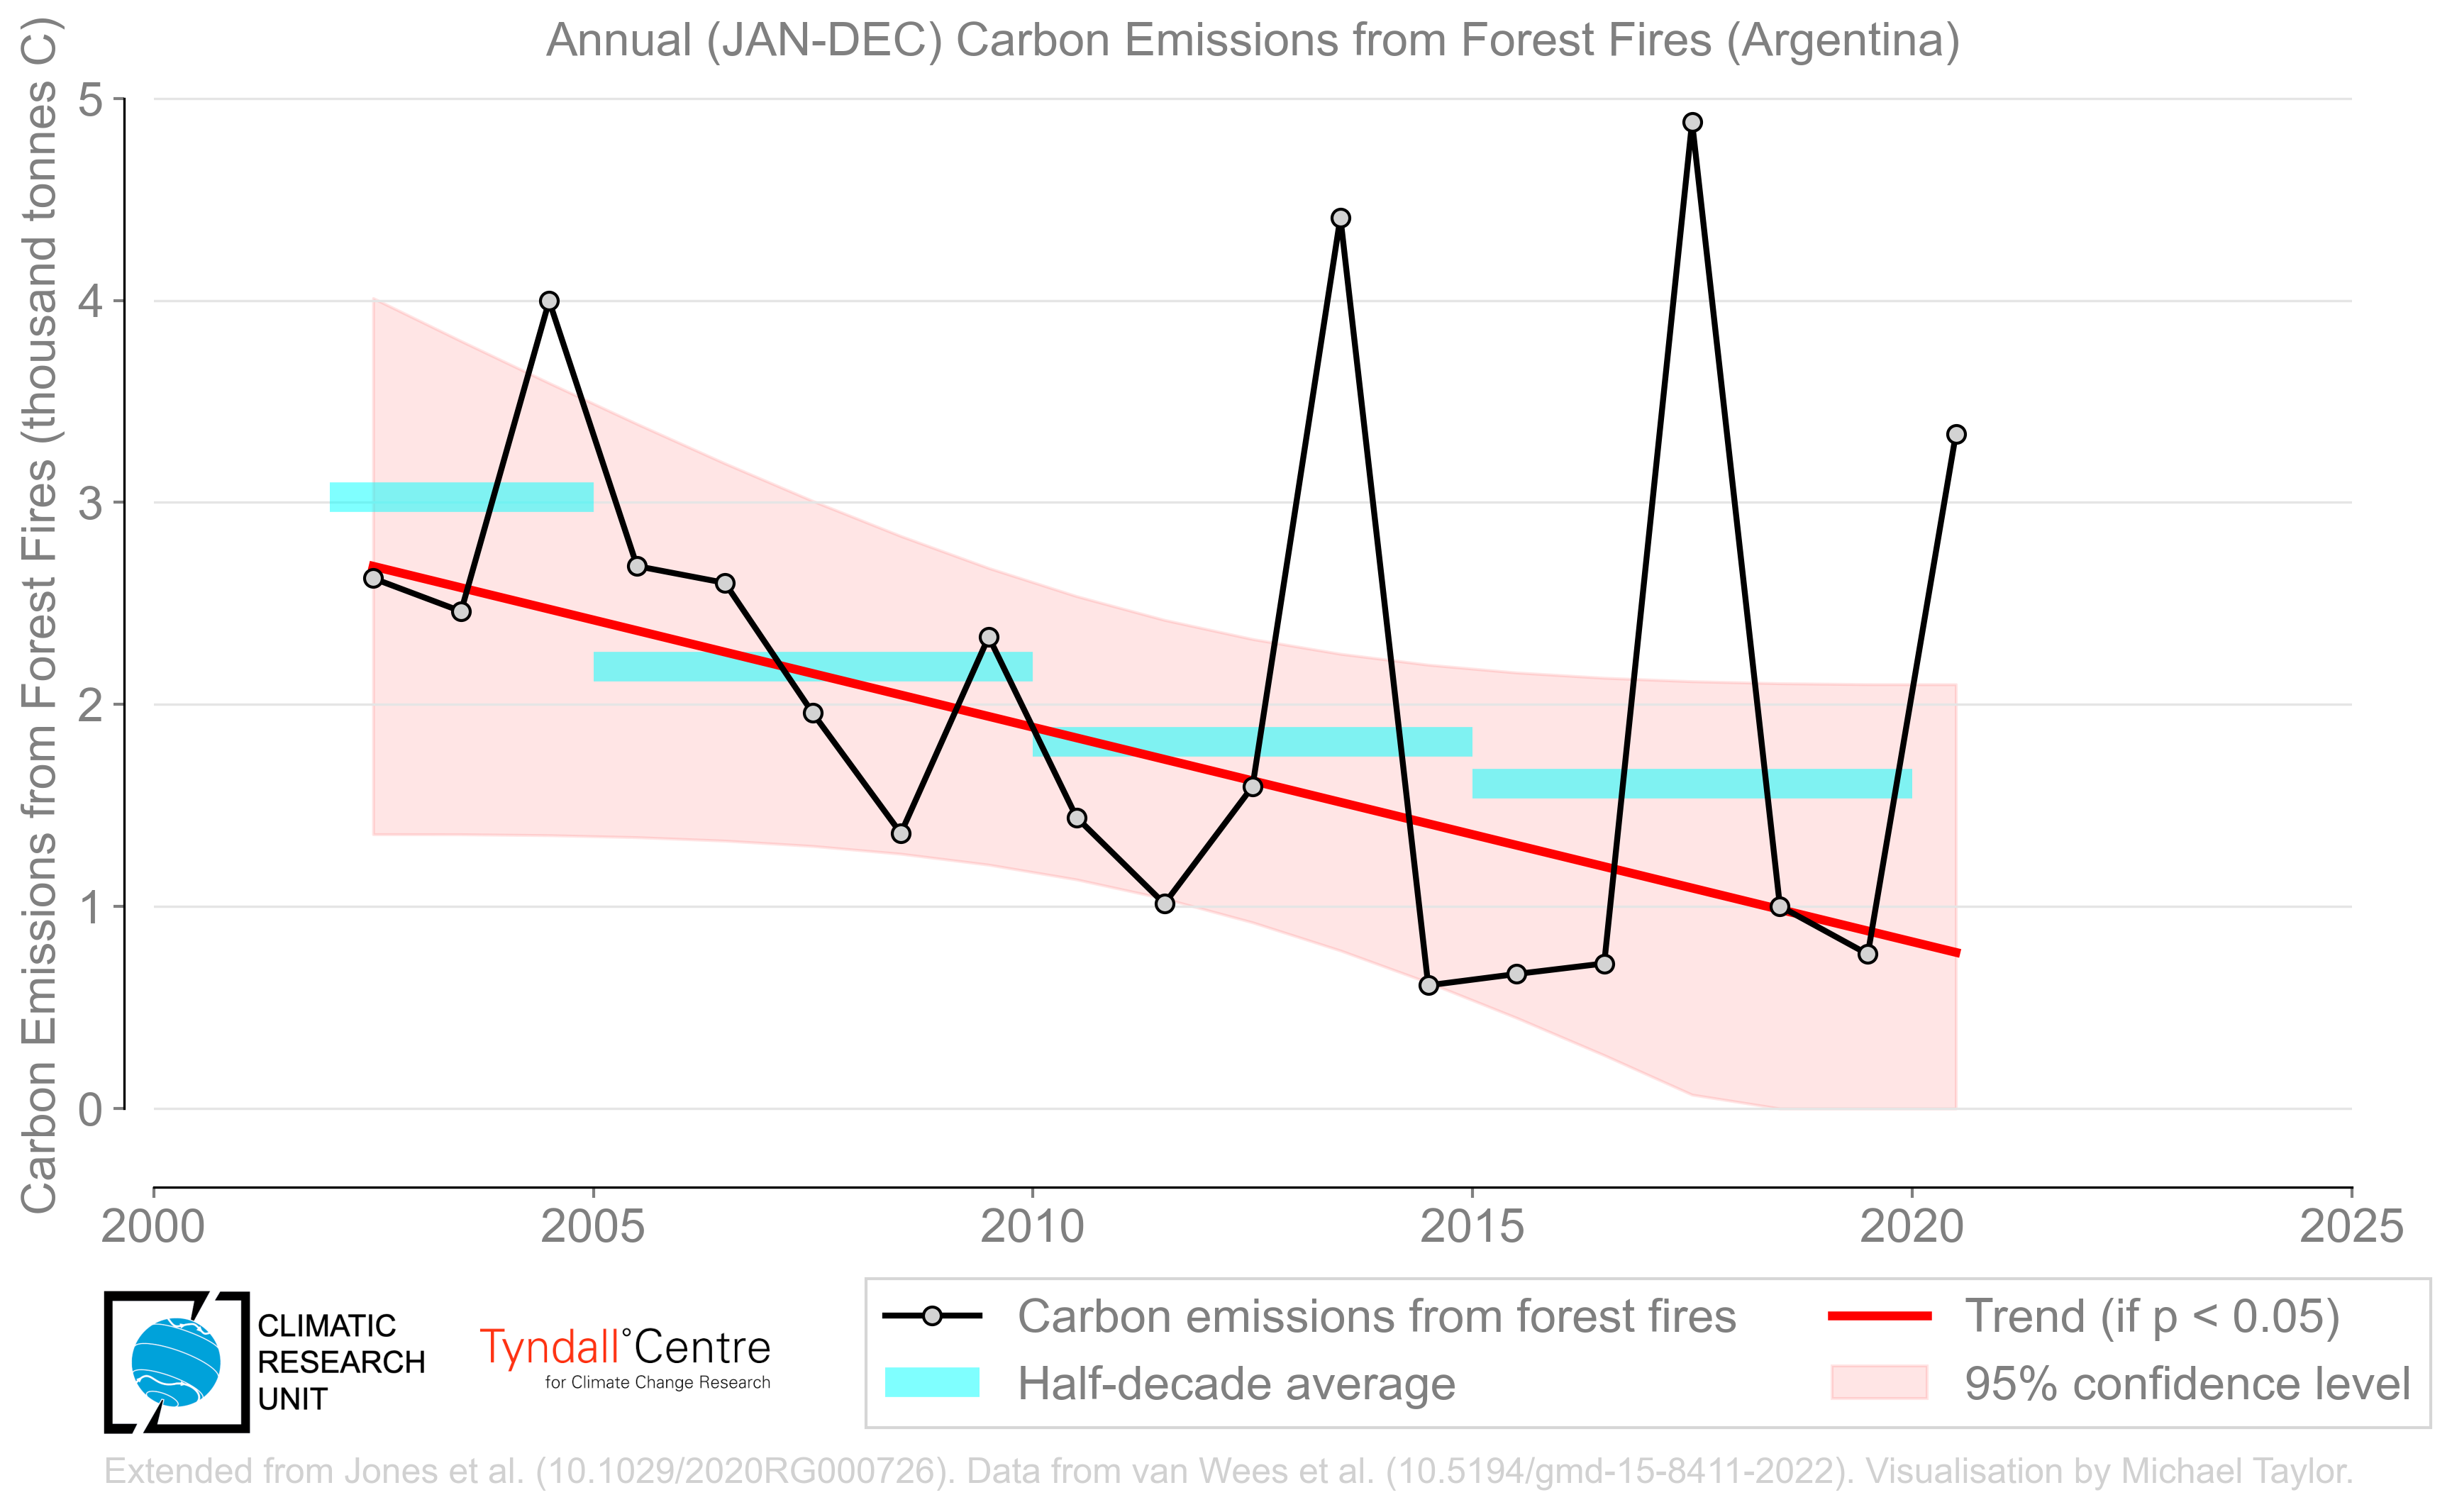 Annual (JAN-DEC) Carbon Emissions from Forest Fires (Argentina)
Carbon Emissions from Forest Fires (thousand tonnes C)
5
4
3
2
1
0
2000 2005 2010 2015 2020 2025
CLIMATIC
RESEARCH
UNIT
Tyndall°Centre
for Climate Change Research
Carbon emissions from forest fires
Half-decade average
Trend (if p < 0.05)
95% confidence level
Extended from Jones et al. (10.1029/2020RG000726). Data from van Wees et al. (10.5194/gmd-15-8411-2022). Visualisation by Michael Taylor.